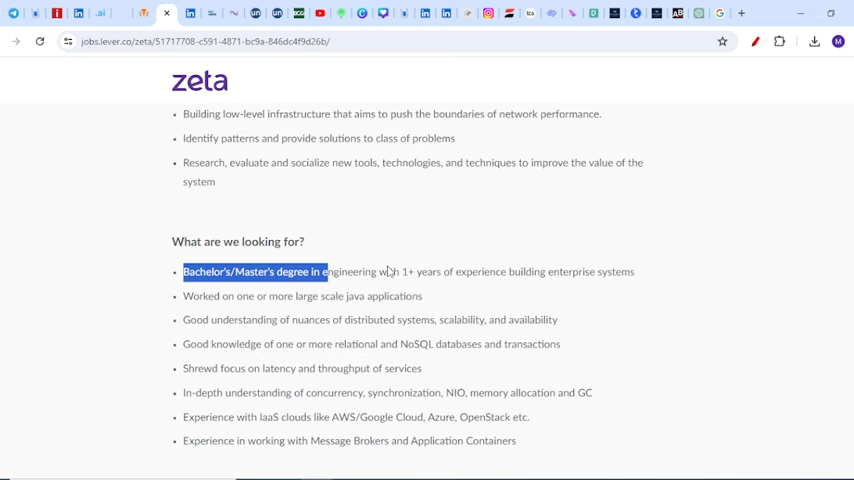 jobs.lever.co/zeta/51717708-c591-4871-bc9a-846dc4f9d26b/
M
zeta
Building low-level infrastructure that aims to push the boundaries of network performance.
Identify patterns and provide solutions to class of problems
Research, evaluate and socialize new tools, technologies, and techniques to improve the value of the
system
What are we looking for?
Bachelor's/Master's degree in engineering with 1+ years of experience building enterprise systems
Worked on one or more large scale java applications
Good understanding of nuances of distributed systems, scalability, and availability
Good knowledge of one or more relational and NoSQL databases and transactions
Shrewd focus on latency and throughput of services
In-depth understanding of concurrency, synchronization, NIO, memory allocation and GC
Experience with IaaS clouds like AWS/Google Cloud, Azure, OpenStack etc.
Experience in working with Message Brokers and Application Containers